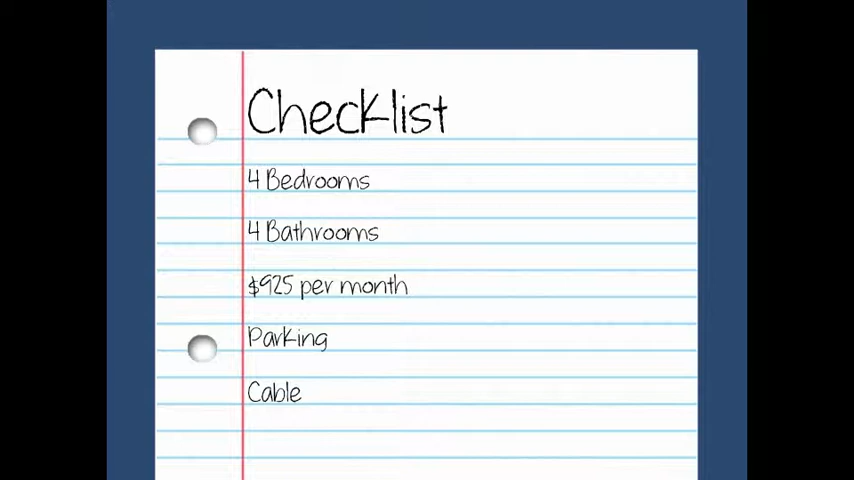 Checklist
4 Bedrooms
4 Bathrooms
$925 per month
Parking
Cable